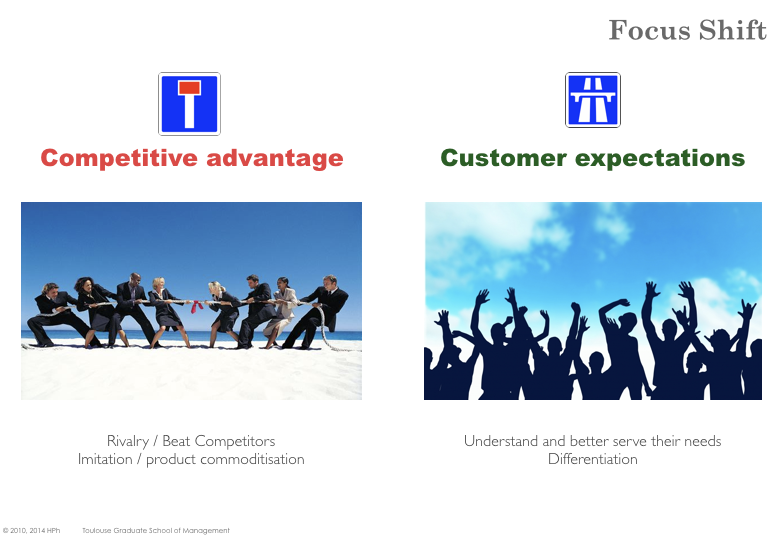 Focus Shift
Competitive advantage
Customer expectations
Rivalry / Beat Competitors
Imitation / product commoditisation
Understand and better serve their needs
Differentiation
© 2010, 2014 HPh Toulouse Graduate School of Management